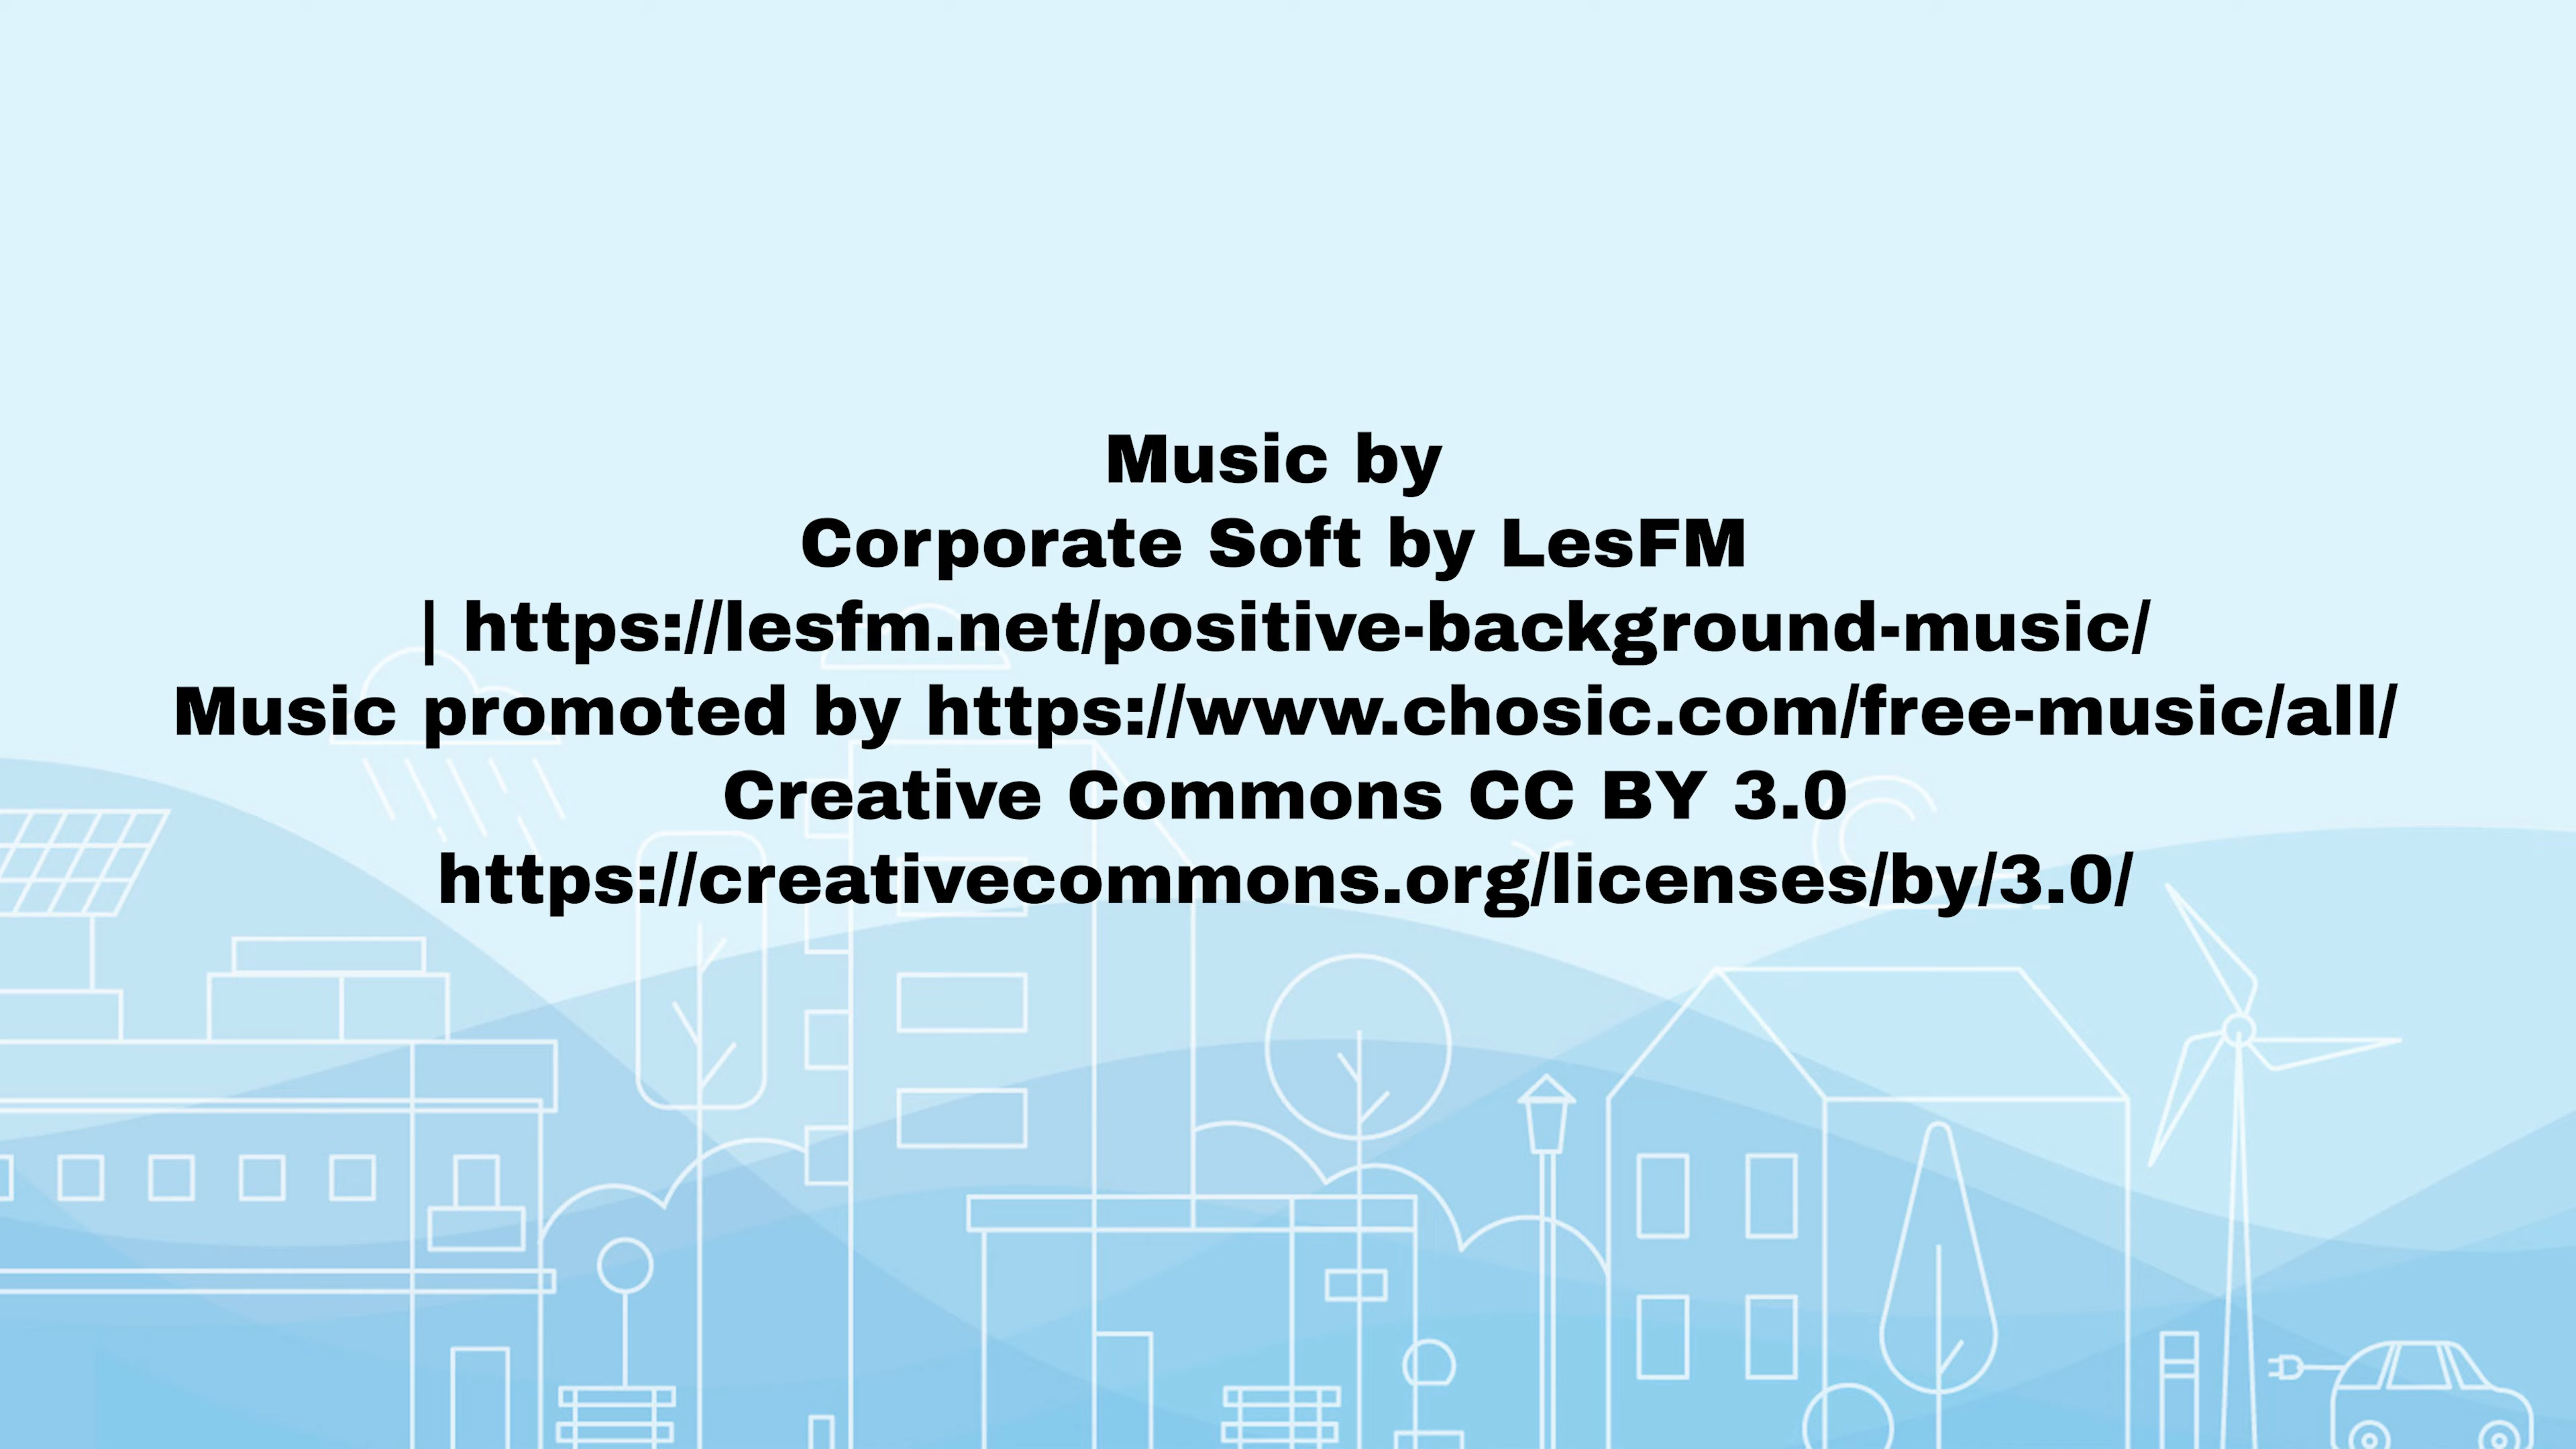 Music by
Corporate Soft by LesFM
| https://lesfm.net/positive-background-music/
Music promoted by https://www.chosic.com/free-music/all/
Creative Commons CC BY 3.0
https://creativecommons.org/licenses/by/3.0/